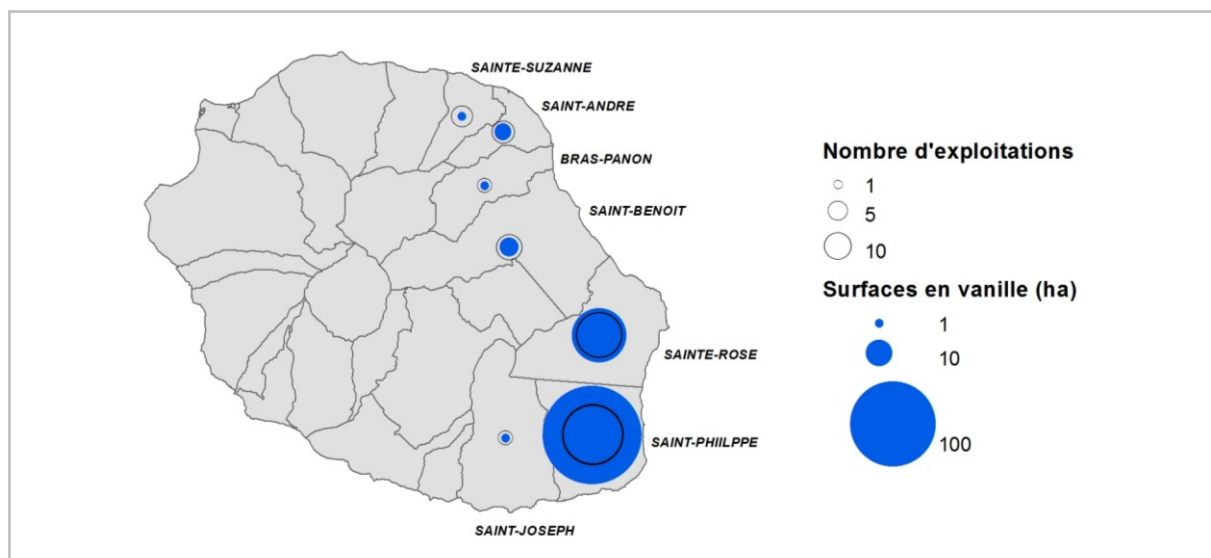 SAINTE-SUZANNE
SAINT-ANDRE
BRAS-PANON
SAINT-BENOIT
SAINTE-ROSE
SAINT-PHIILPPE
SAINT-JOSEPH
Nombre d'exploitations
1
5
10
Surfaces en vanille (ha)
1
10
100